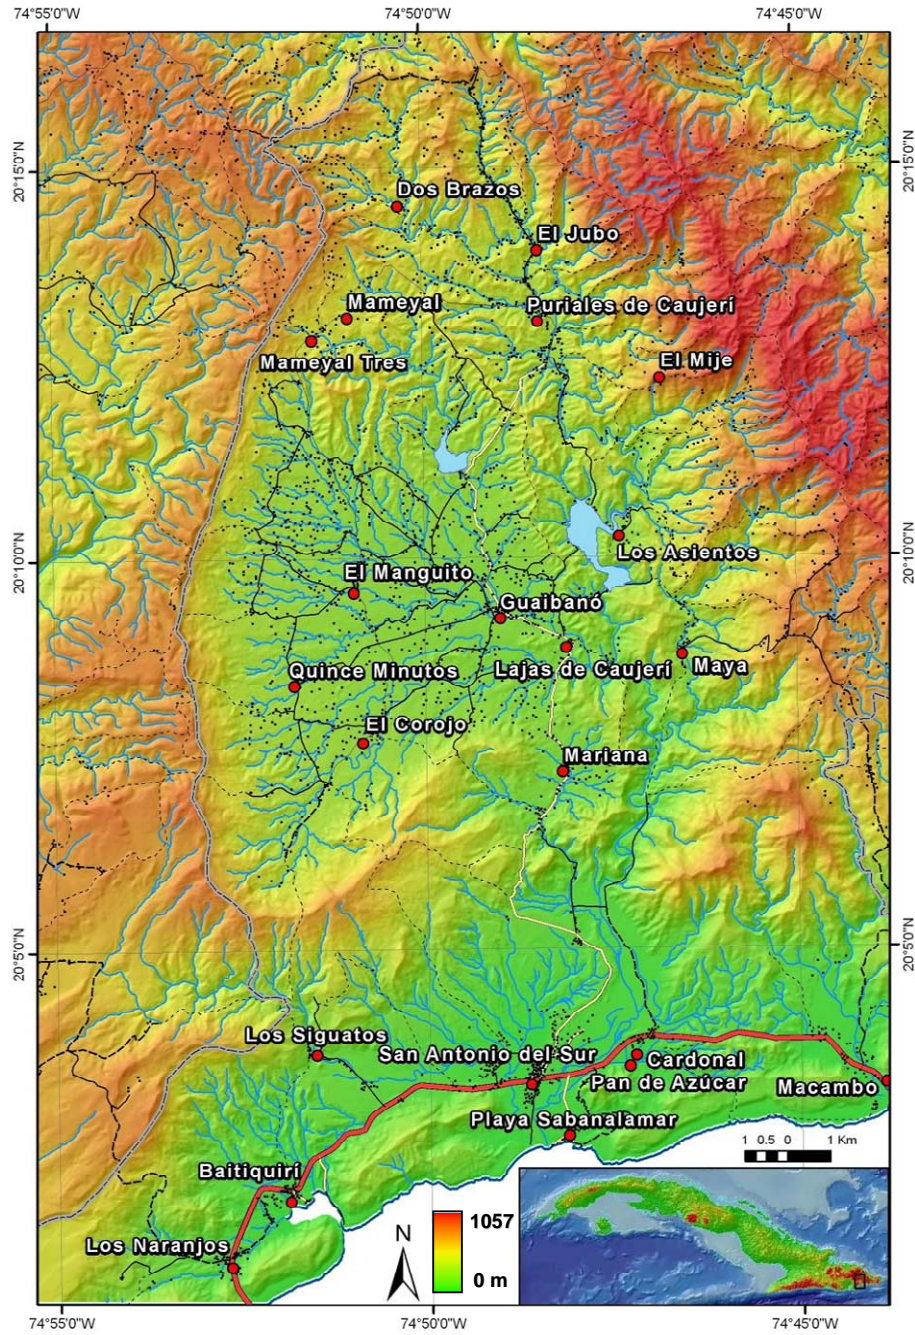 74°55'0"W
74°50'0"W
74°45'0"W
20°15'0"N
20°15'0"N
Dos Brazos
El Jubo
Mameyal
Puriales de Caujerí
Mameyal Tres
El Mije
Los Asientos
20°10'0"N
20°10'0"N
El Manguito
Guaibanó
Quince Minutos
Lajas de Caujerí
Maya
El Corojo
Mariana
20°5'0"N
20°5'0"N
Los Siguatos
San Antonio del Sur
Cardonal
Pan de Azúcar
Macambo
Playa Sabanalamar
1 0.5 0 1 Km
Baitiquirí
N
1057
0 m
Los Naranjos
74°55'0"W
74°50'0"W
74°45'0"W